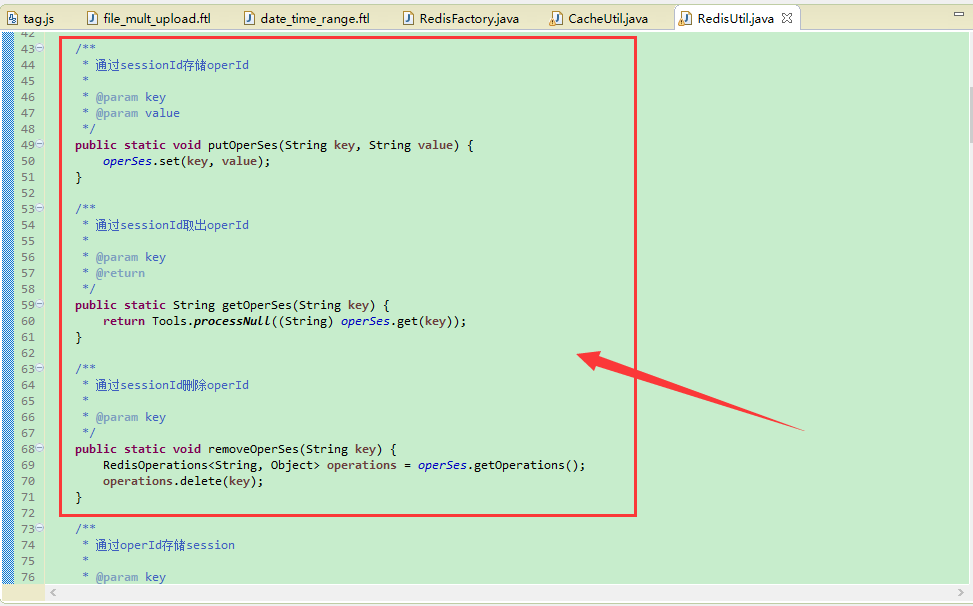 tag.js file_mult_upload.ftl date_time_range.ftl RedisFactory.java CacheUtil.java RedisUtil.java
42
43 /**
44 * 通过sessionId存储operId
45 *
46 * @param key
47 * @param value
48 */
49 public static void putOperSes(String key, String value) {
50 operSes.set(key, value);
51 }
52
53 /**
54 * 通过sessionId取出operId
55 *
56 * @param key
57 * @return
58 */
59 public static String getOperSes(String key) {
60 return Tools.processNull((String) operSes.get(key));
61 }
62
63 /**
64 * 通过sessionId删除operId
65 *
66 * @param key
67 */
68 public static void removeOperSes(String key) {
69 RedisOperations<String, Object> operations = operSes.getOperations();
70 operations.delete(key);
71 }
72
73 /**
74 * 通过operId存储session
75 *
76 * @param key